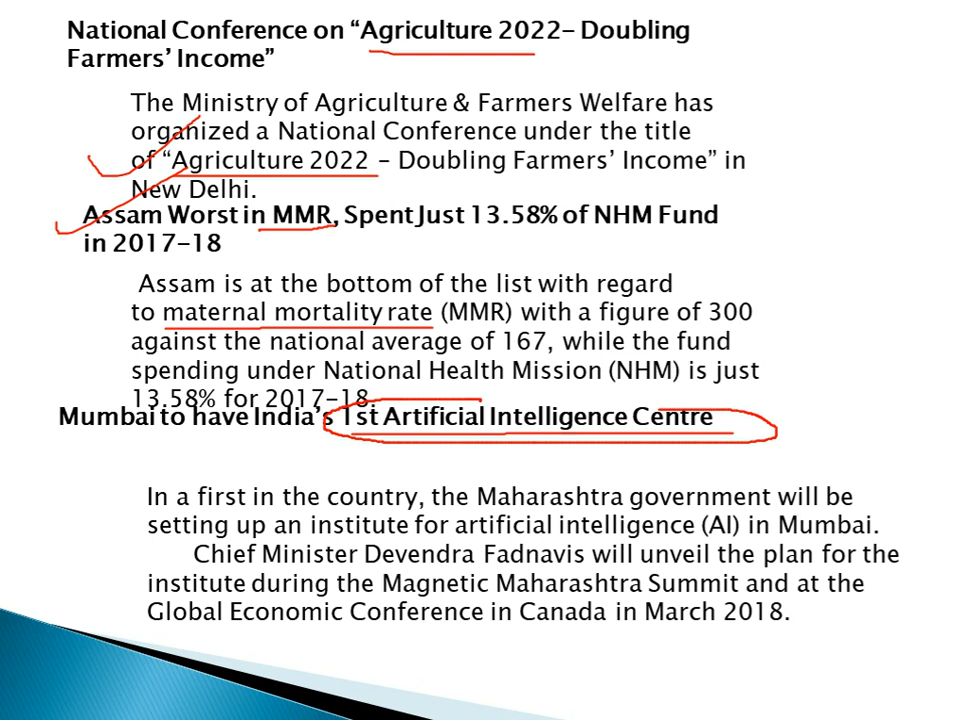 National Conference on “Agriculture 2022– Doubling
Farmers’ Income”
The Ministry of Agriculture & Farmers Welfare has
organized a National Conference under the title
of “Agriculture 2022 – Doubling Farmers’ Income” in
New Delhi.
Assam Worst in MMR, Spent Just 13.58% of NHM Fund
in 2017-18
Assam is at the bottom of the list with regard
to maternal mortality rate (MMR) with a figure of 300
against the national average of 167, while the fund
spending under National Health Mission (NHM) is just
13.58% for 2017-18.
Mumbai to have India’s 1st Artificial Intelligence Centre
In a first in the country, the Maharashtra government will be
setting up an institute for artificial intelligence (AI) in Mumbai.
Chief Minister Devendra Fadnavis will unveil the plan for the
institute during the Magnetic Maharashtra Summit and at the
Global Economic Conference in Canada in March 2018.